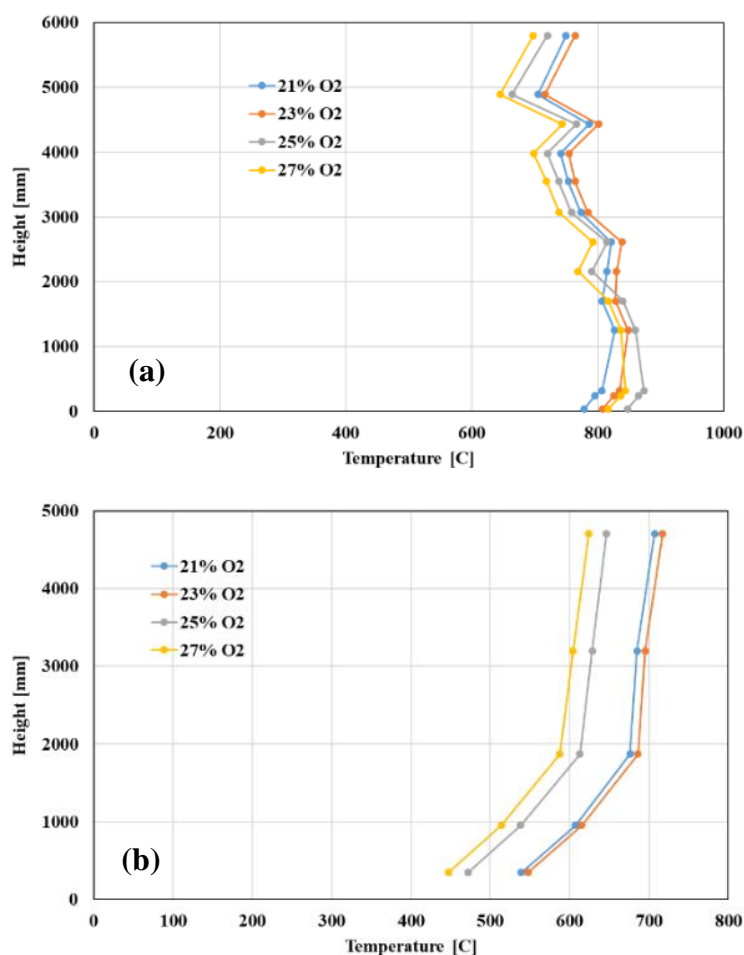 6000
5000
4000
3000
2000
1000
0
Height [mm]
21% O2
23% O2
25% O2
27% O2
(a)
0 200 400 600 800 1000
Temperature [C]
5000
4000
3000
2000
1000
0
Height [mm]
21% O2
23% O2
25% O2
27% O2
(b)
0 100 200 300 400 500 600 700 800
Temperature [C]